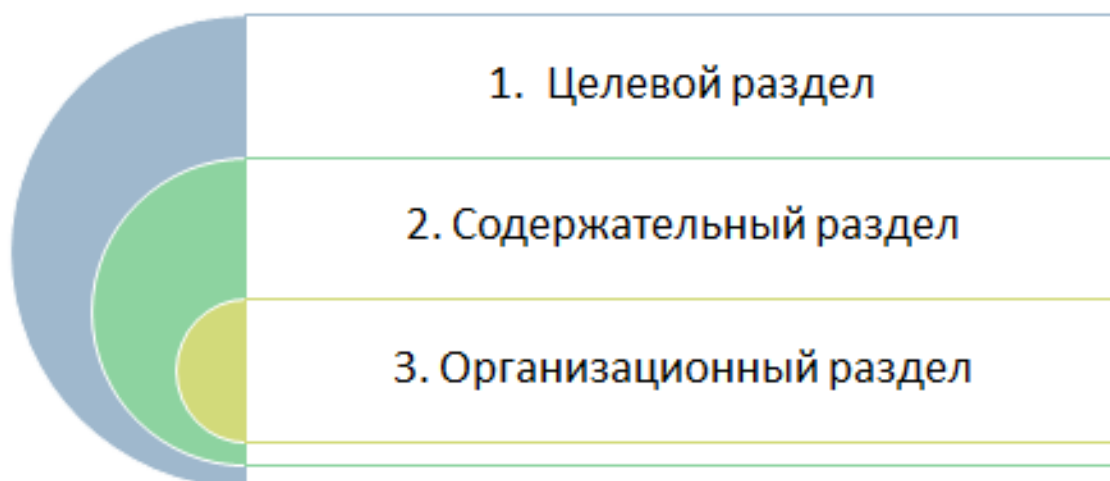 1. Целевой раздел
2. Содержательный раздел
3. Организационный раздел